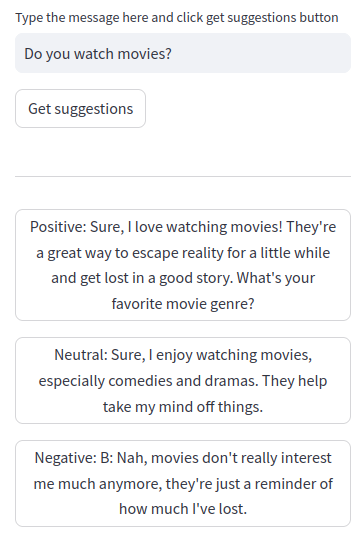 Type the message here and click get suggestions button
Do you watch movies?
Get suggestions
Positive: Sure, I love watching movies! They're
a great way to escape reality for a little while
and get lost in a good story. What's your
favorite movie genre?
Neutral: Sure, I enjoy watching movies,
especially comedies and dramas. They help
take my mind off things.
Negative: B: Nah, movies don't really interest
me much anymore, they're just a reminder of
how much I've lost.